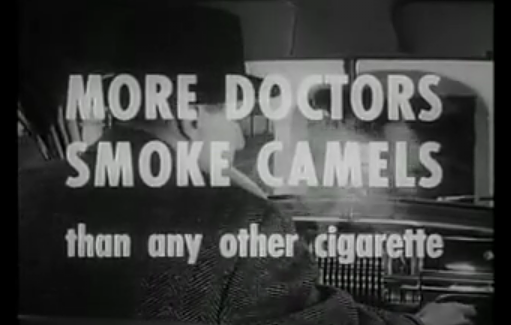 MORE DOCTORS
SMOKE CAMELS
than any other cigarette